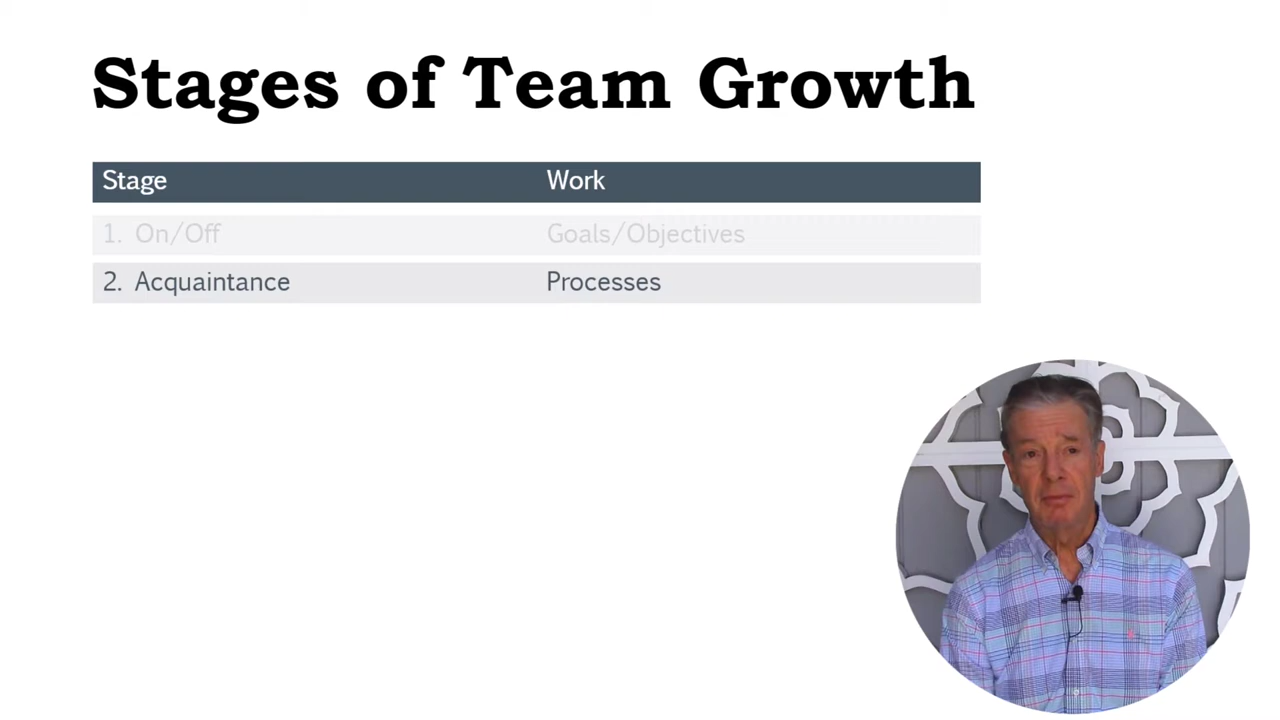 Stages of Team Growth
Stage Work
1. On/Off Goals/Objectives
2. Acquaintance Processes